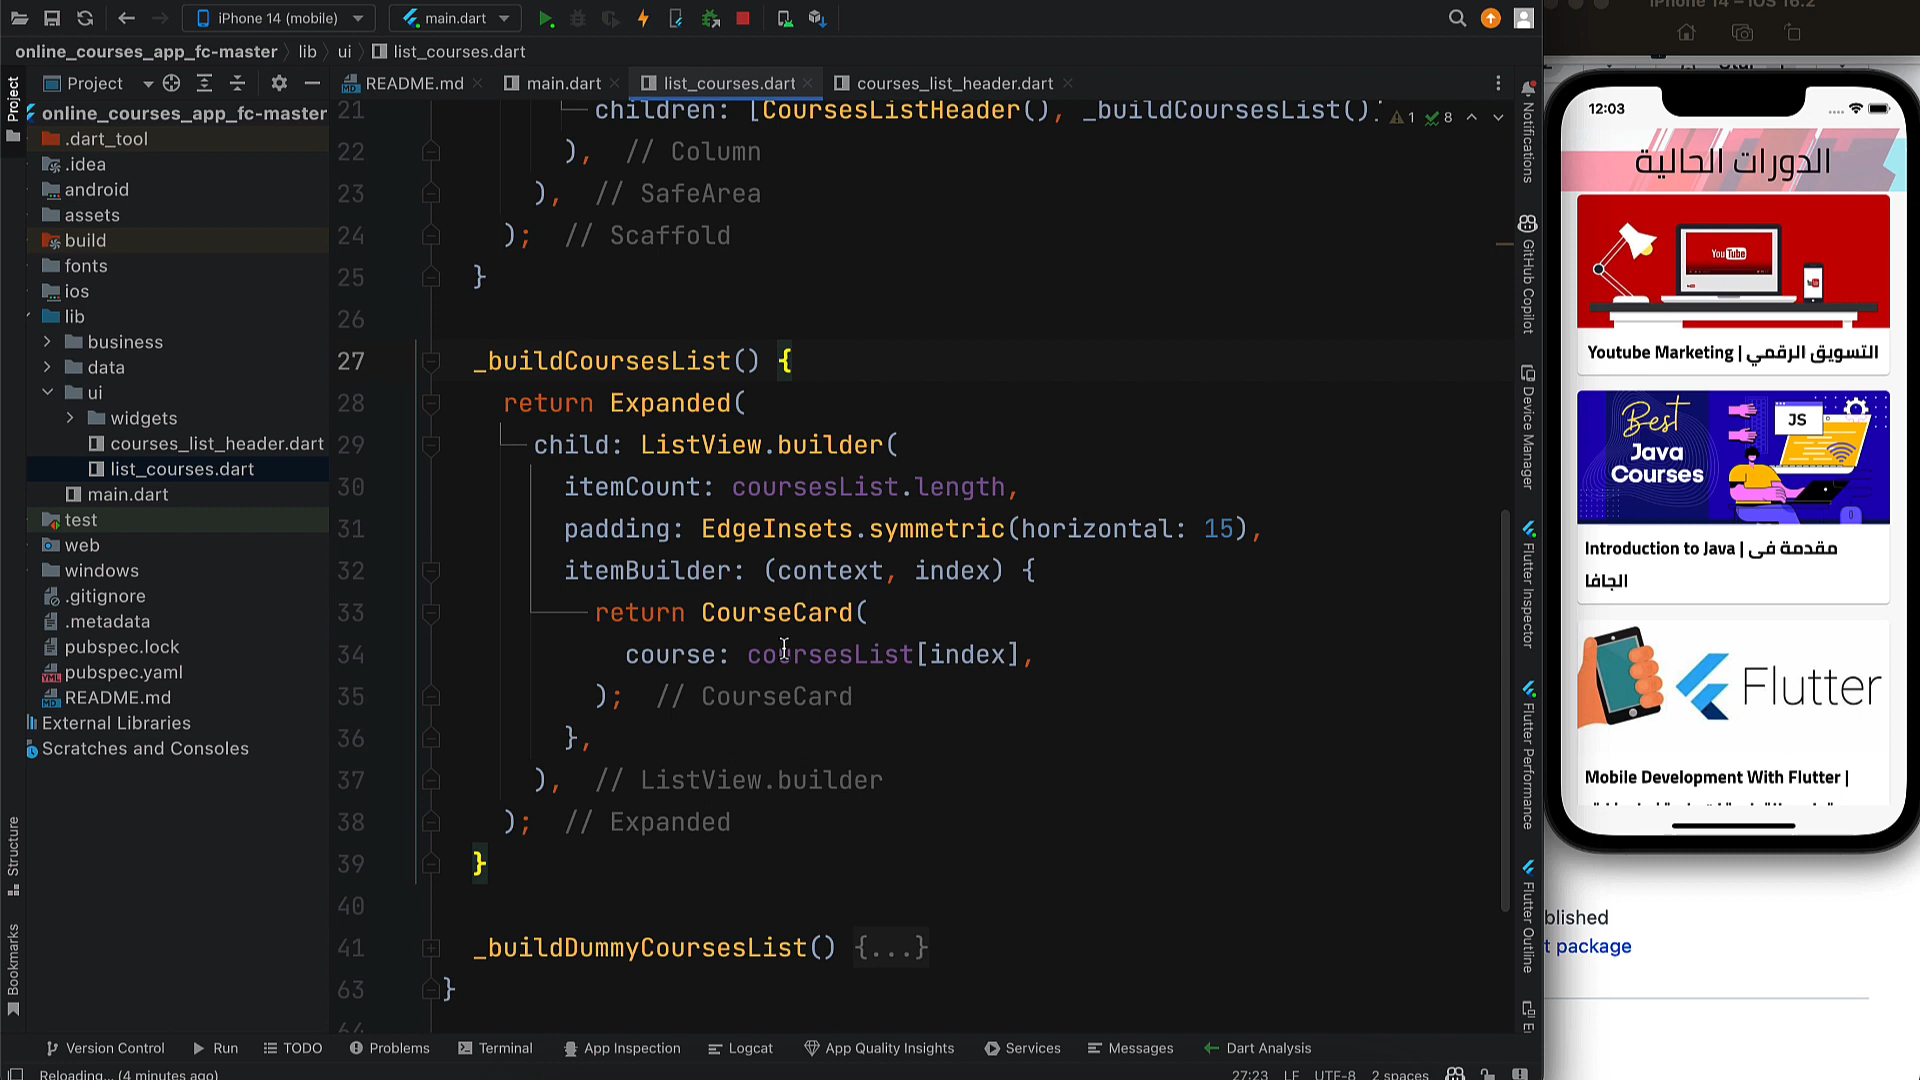 iPhone 14 (mobile)
main.dart
iPhone 14 – iOS 16.2
online_courses_app_fc-master
lib
ui
list_courses.dart
Project
README.md
main.dart
list_courses.dart
courses_list_header.dart
Project
online_courses_app_fc-master
.dart_tool
.idea
android
assets
build
fonts
ios
lib
business
data
ui
widgets
courses_list_header.dart
list_courses.dart
main.dart
test
web
windows
.gitignore
.metadata
pubspec.lock
pubspec.yaml
README.md
External Libraries
Scratches and Consoles
Structure
Bookmarks
21 children: [CoursesListHeader(), _buildCoursesList()]
1 8
22 ), // Column
23 ), // SafeArea
24 ); // Scaffold
25 }
26
27 _buildCoursesList() {
28 return Expanded(
29 child: ListView.builder(
30 itemCount: coursesList.length,
31 padding: EdgeInsets.symmetric(horizontal: 15),
32 itemBuilder: (context, index) {
33 return CourseCard(
34 course: coursesList[index],
35 ); // CourseCard
36 },
37 ), // ListView.builder
38 ); // Expanded
39 }
40
41 _buildDummyCoursesList() {...}
63 }
64
Notifications
GitHub Copilot
Device Manager
Flutter Inspector
Flutter Performance
Flutter Outline
12:03
الدورات الحالية
YouTube
Youtube Marketing | التسويق الرقمي
Best
Java
Courses
JS
Introduction to Java | مقدمة فى
الجافا
Flutter
Mobile Development With Flutter |
blished
t package
Version Control
Run
TODO
Problems
Terminal
App Inspection
Logcat
App Quality Insights
Services
Messages
Dart Analysis
Reloading... (4 minutes ago)
27:23 LF UTF-8 2 spaces